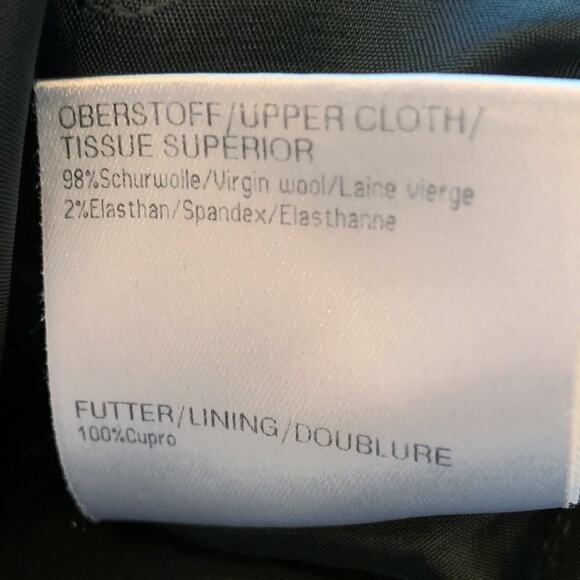 OBERSTOFF/UPPER CLOTH/
TISSUE SUPERIOR
98%Schurwolle/Virgin wool/Laine vierge
2%Elasthan/Spandex/Elasthanne
FUTTER/LINING/DOUBLURE
100%Cupro